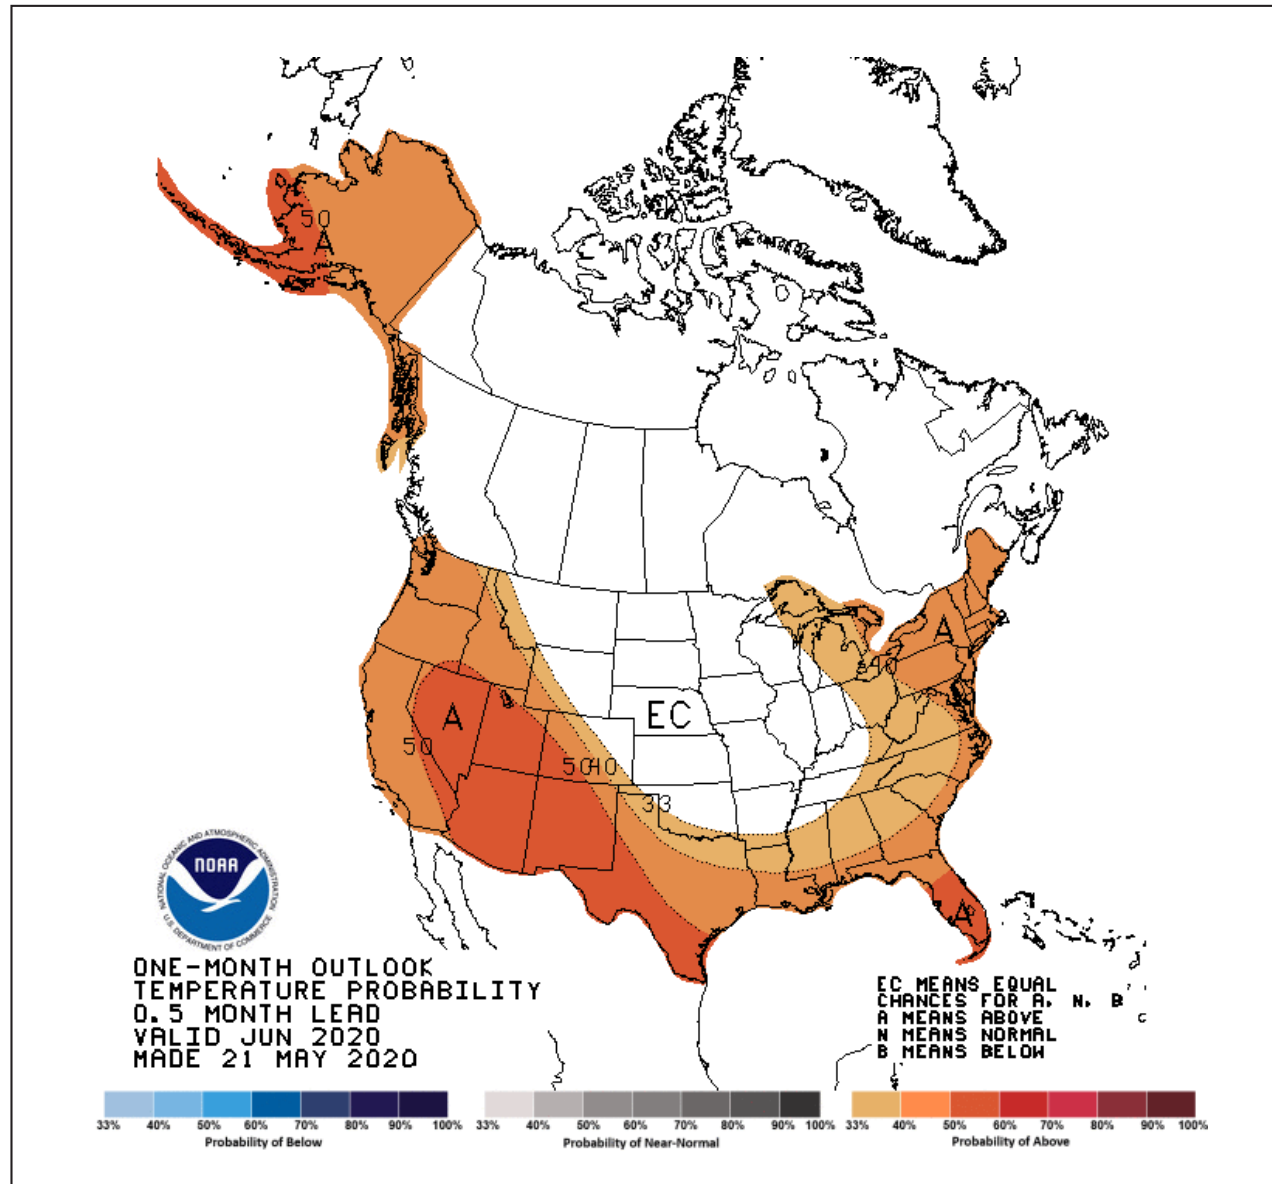 50
A
A
A
EC
40
50
5040
33
A
NATIONAL OCEANIC AND ATMOSPHERIC ADMINISTRATION
NOAA
U.S. DEPARTMENT OF COMMERCE
ONE-MONTH OUTLOOK
TEMPERATURE PROBABILITY
0.5 MONTH LEAD
VALID JUN 2020
MADE 21 MAY 2020
EC MEANS EQUAL
CHANCES FOR A, N, B
A MEANS ABOVE
N MEANS NORMAL
B MEANS BELOW
33% 40% 50% 60% 70% 80% 90% 100%
Probability of Below
33% 40% 50% 60% 70% 80% 90% 100%
Probability of Near-Normal
33% 40% 50% 60% 70% 80% 90% 100%
Probability of Above